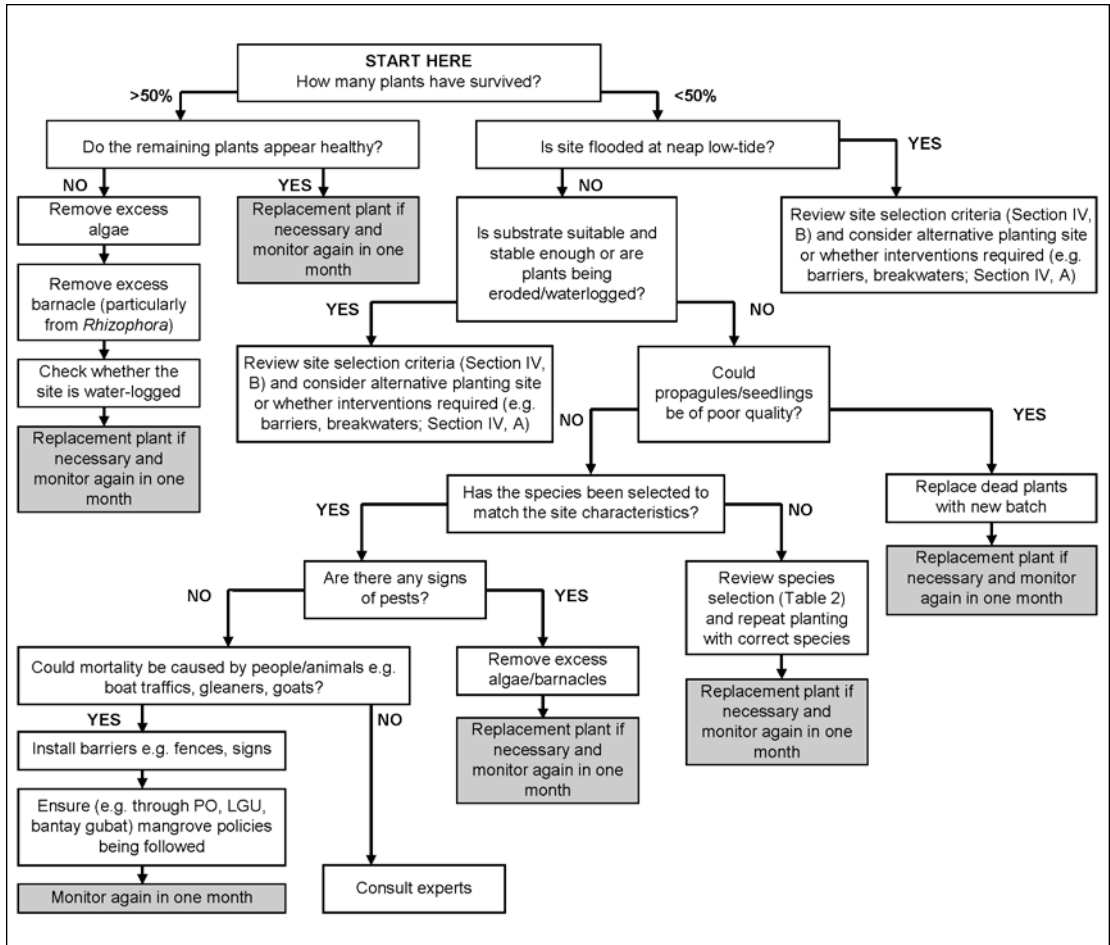 START HERE
How many plants have survived?
>50%
<50%
Do the remaining plants appear healthy?
Is site flooded at neap low-tide?
YES
NO
YES
NO
Remove excess
algae
Replacement plant if
necessary and
monitor again in one
month
Is substrate suitable and
stable enough or are
plants being
eroded/waterlogged?
Review site selection criteria (Section IV,
B) and consider alternative planting site
or whether interventions required (e.g.
barriers, breakwaters; Section IV, A)
Remove excess
barnacle (particularly
from Rhizophora)
YES
NO
Check whether the
site is water-logged
Review site selection criteria (Section IV,
B) and consider alternative planting site
or whether interventions required (e.g.
barriers, breakwaters; Section IV, A)
Could
propagules/seedlings
be of poor quality?
NO
YES
Replacement plant if
necessary and
monitor again in one
month
Has the species been selected to
match the site characteristics?
Replace dead plants
with new batch
YES
NO
Replacement plant if
necessary and monitor
again in one month
Are there any signs
of pests?
Review species
selection (Table 2)
and repeat planting
with correct species
NO
YES
Could mortality be caused by people/animals e.g.
boat traffics, gleaners, goats?
Remove excess
algae/barnacles
Replacement plant if
necessary and
monitor again in one
month
YES
NO
Replacement plant if
necessary and
monitor again in one
month
Install barriers e.g. fences, signs
Ensure (e.g. through PO, LGU,
bantay gubat) mangrove policies
being followed
Monitor again in one month
Consult experts